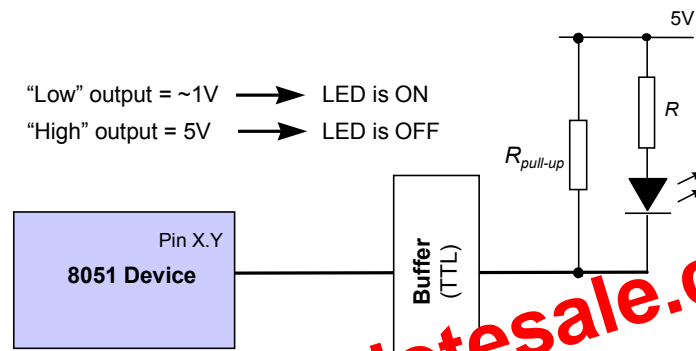 5V
“Low” output = ~1V LED is ON
“High” output = 5V LED is OFF
R
Rpull-up
Pin X.Y
8051 Device
Buffer
(TTL)